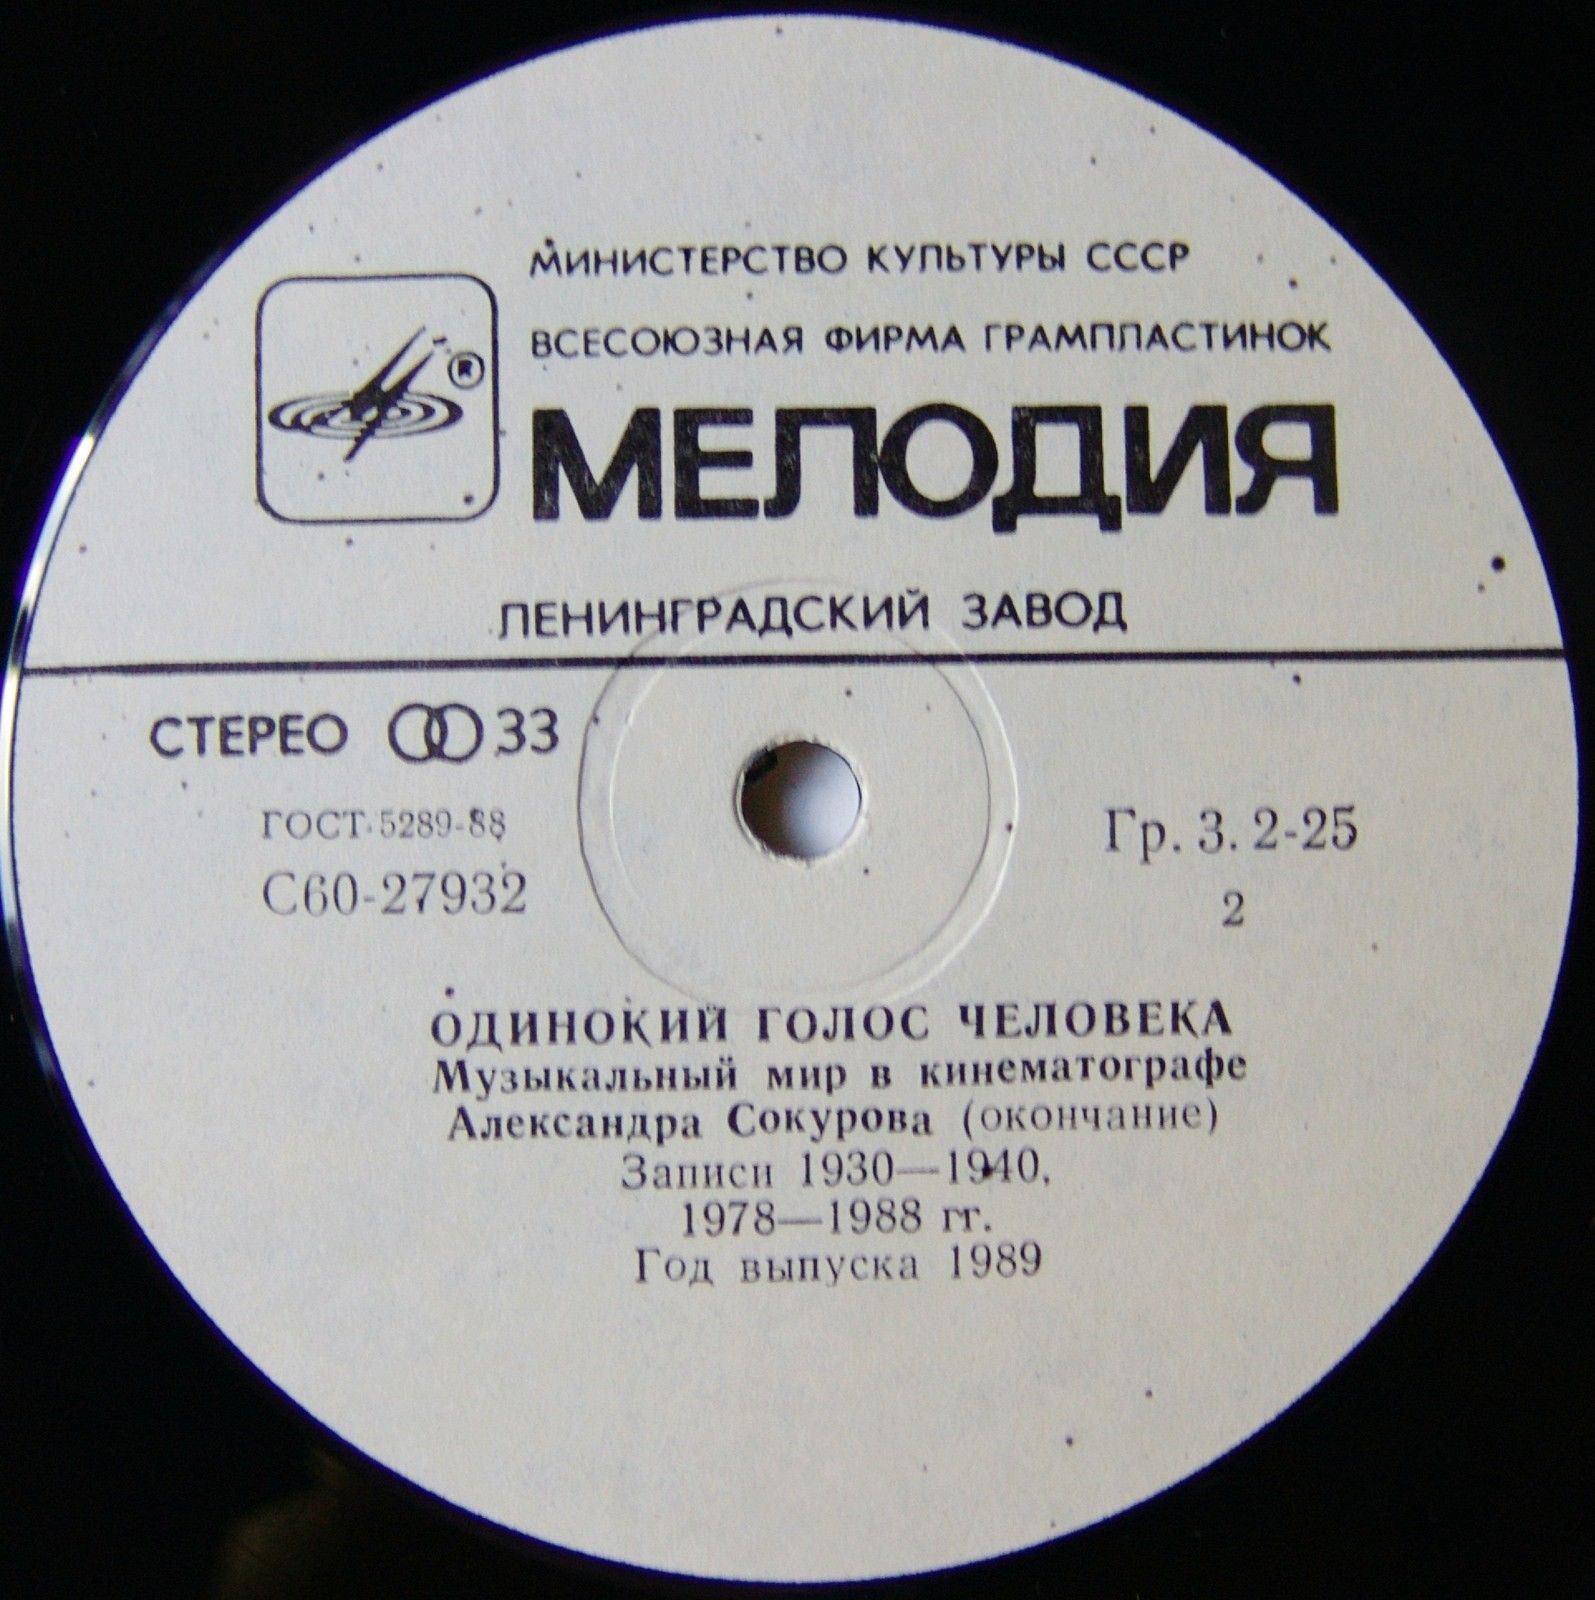 МИНИСТЕРСТВО КУЛЬТУРЫ СССР
ВСЕСОЮЗНАЯ ФИРМА ГРАМПЛАСТИНОК
®
МЕЛОДИЯ
ЛЕНИНГРАДСКИЙ ЗАВОД
СТЕРЕО 33
ГОСТ 5289-88
Гр. 3. 2-25
С60-27932
2
ОДИНОКИЙ ГОЛОС ЧЕЛОВЕКА
Музыкальный мир в кинематографе
Александра Сокурова (окончание)
Записи 1930—1940,
1978—1988 гг.
Год выпуска 1989